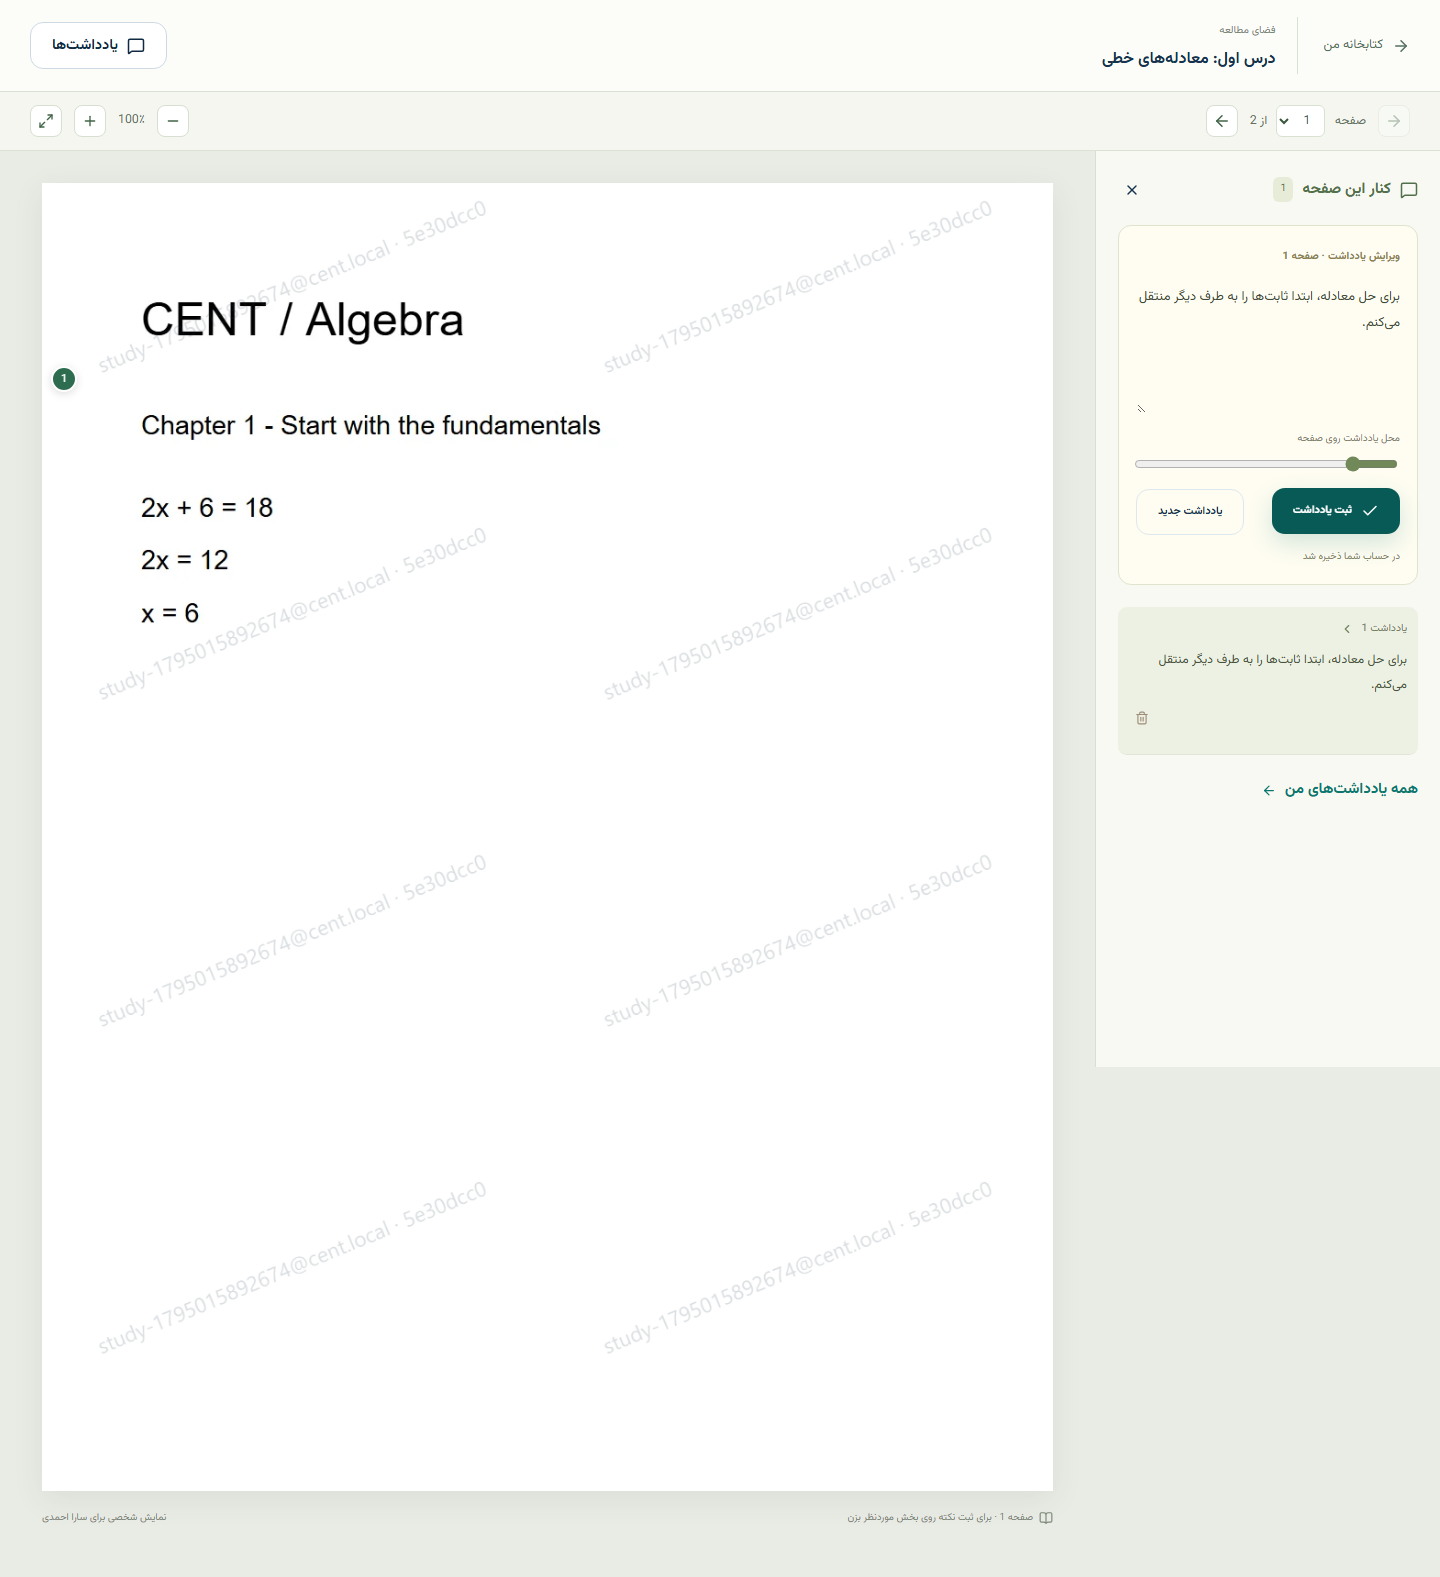 کتابخانه من
فضای مطالعه
درس اول: معادله‌های خطی
یادداشت‌ها
صفحه 1 از 2
100٪
کنار این صفحه 1
ویرایش یادداشت · صفحه 1
برای حل معادله، ابتدا ثابت‌ها را به طرف دیگر منتقل
می‌کنم.
محل یادداشت روی صفحه
ثبت یادداشت
یادداشت جدید
در حساب شما ذخیره شد
یادداشت 1
برای حل معادله، ابتدا ثابت‌ها را به طرف دیگر منتقل
می‌کنم.
همه یادداشت‌های من
study-1795015892674@cent.local · 5e30dcc0
study-1795015892674@cent.local · 5e30dcc0
CENT / Algebra
1
Chapter 1 - Start with the fundamentals
2x + 6 = 18
2x = 12
x = 6
study-1795015892674@cent.local · 5e30dcc0
study-1795015892674@cent.local · 5e30dcc0
study-1795015892674@cent.local · 5e30dcc0
study-1795015892674@cent.local · 5e30dcc0
study-1795015892674@cent.local · 5e30dcc0
study-1795015892674@cent.local · 5e30dcc0
صفحه 1 · برای ثبت نکته روی بخش موردنظر بزن
نمایش شخصی برای سارا احمدی